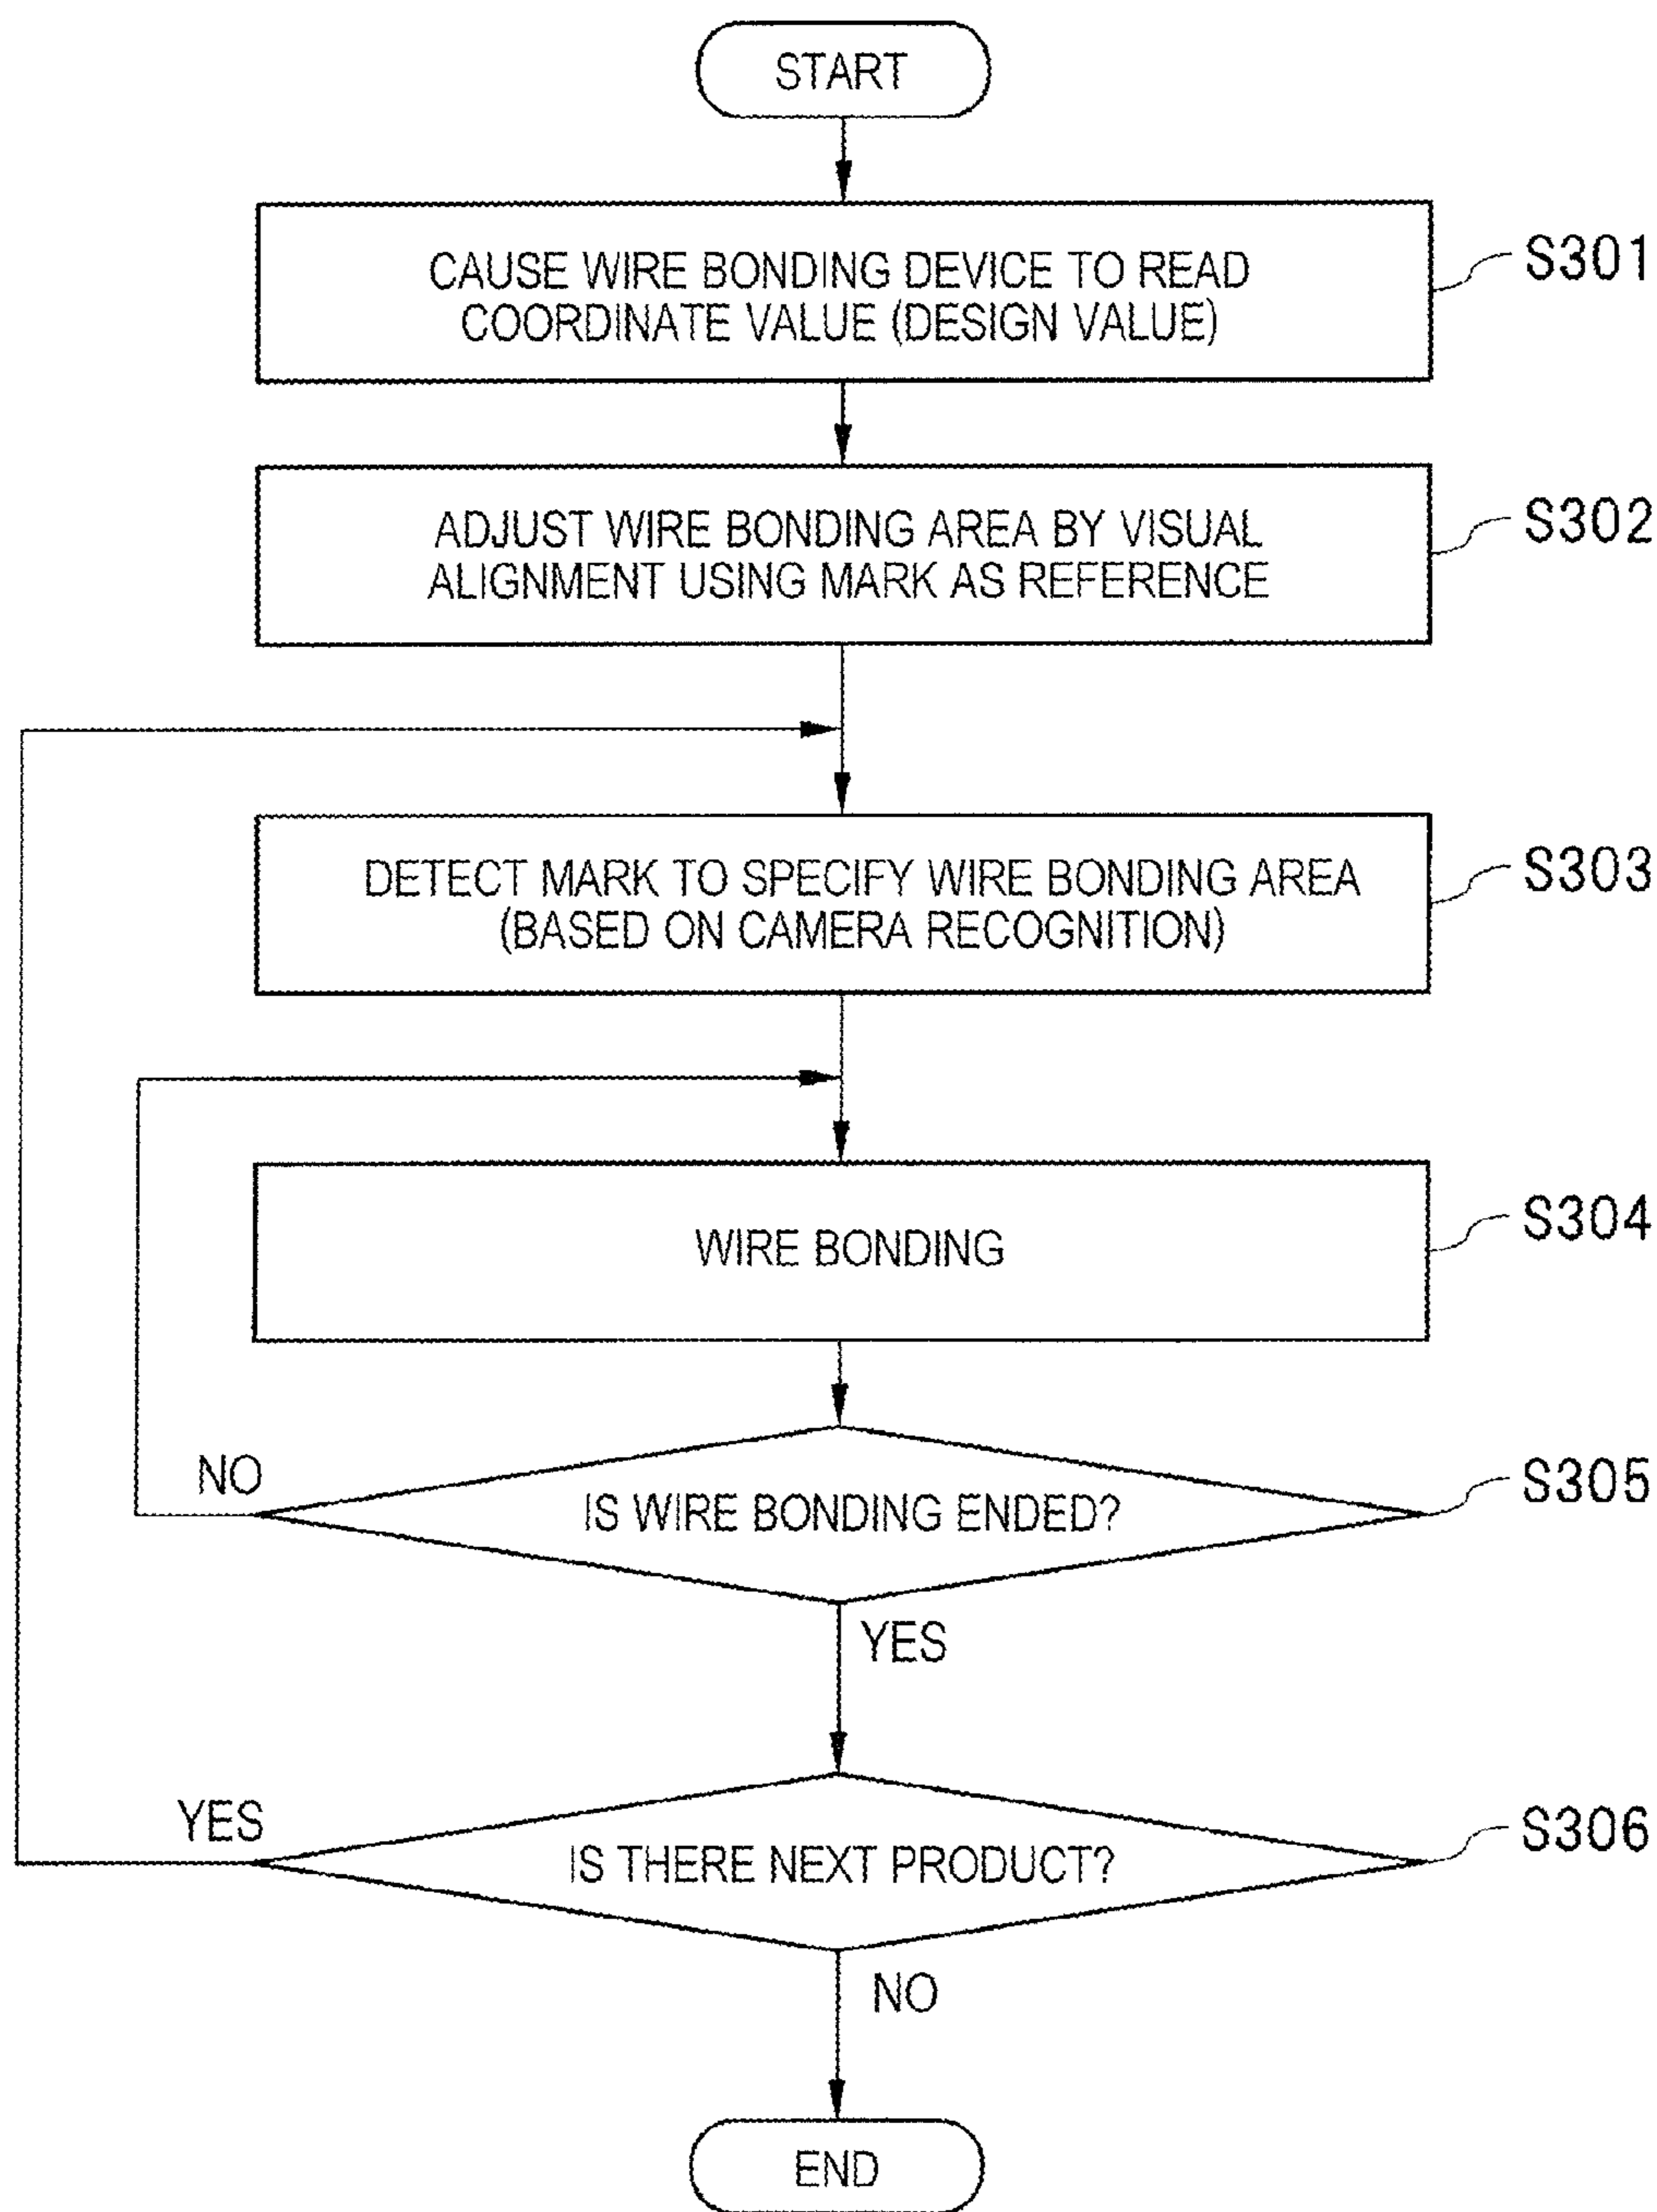 START
CAUSE WIRE BONDING DEVICE TO READ
COORDINATE VALUE (DESIGN VALUE)
S301
ADJUST WIRE BONDING AREA BY VISUAL
ALIGNMENT USING MARK AS REFERENCE
S302
DETECT MARK TO SPECIFY WIRE BONDING AREA
(BASED ON CAMERA RECOGNITION)
S303
WIRE BONDING
S304
NO
IS WIRE BONDING ENDED?
S305
YES
YES
IS THERE NEXT PRODUCT?
S306
NO
END